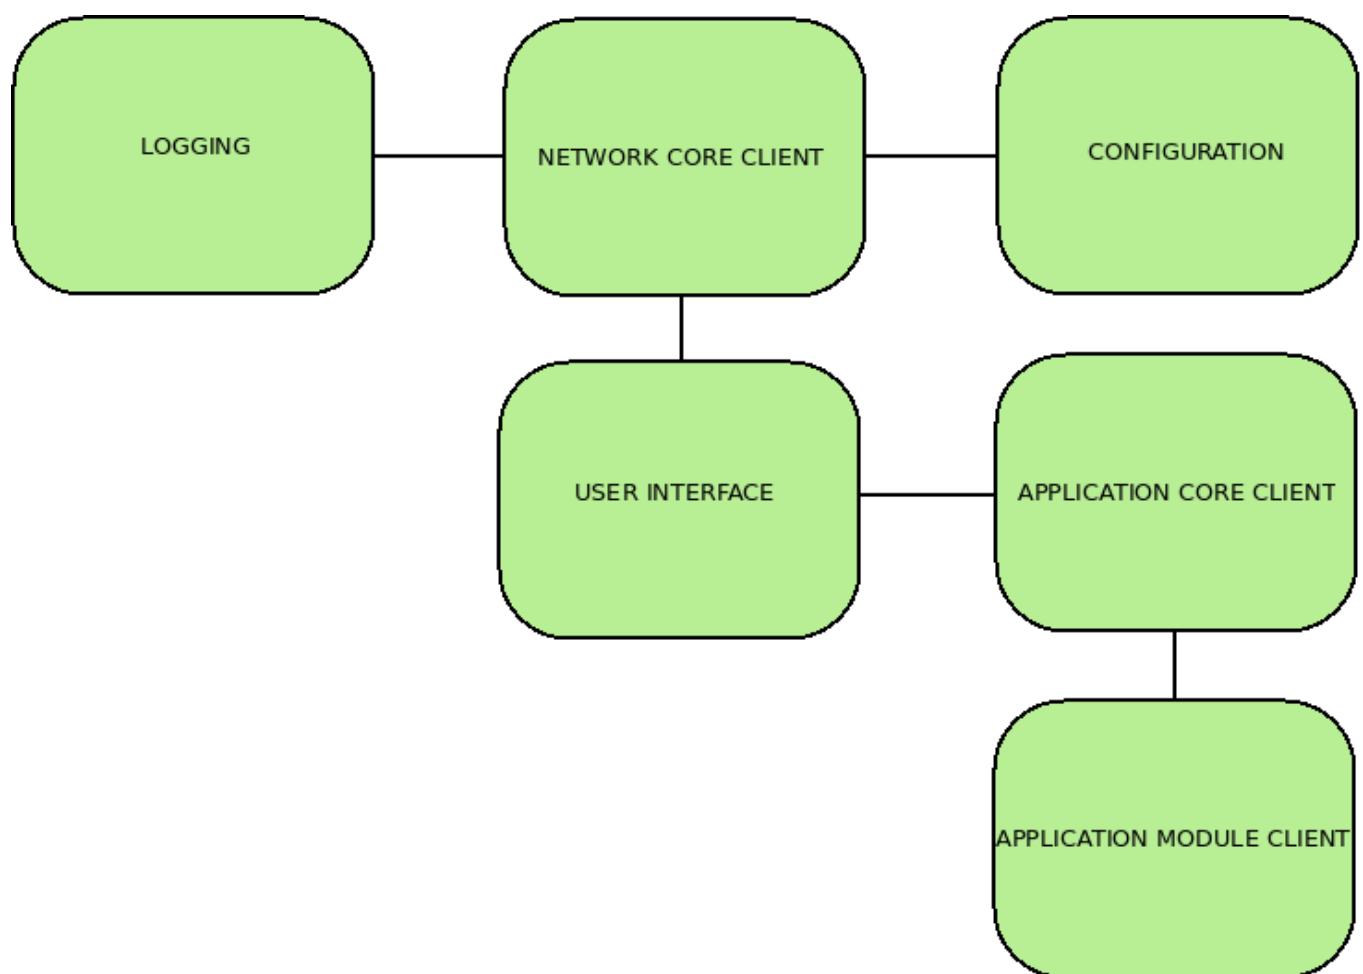 LOGGING
NETWORK CORE CLIENT
CONFIGURATION
USER INTERFACE
APPLICATION CORE CLIENT
APPLICATION MODULE CLIENT